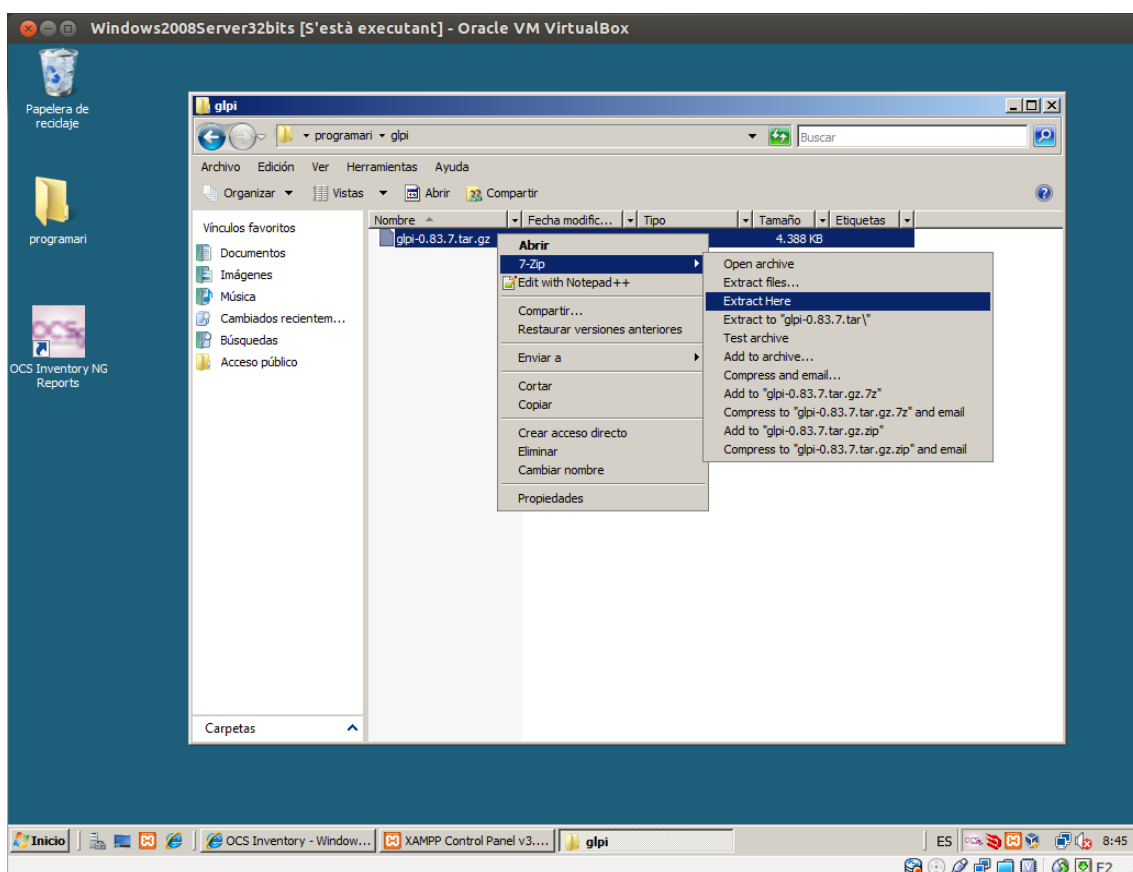 Windows2008Server32bits [S'està executant] - Oracle VM VirtualBox
Papelera de
reciclaje
programari
OCS
OCS Inventory NG
Reports
glpi
programari glpi
Buscar
Archivo Edición Ver Herramientas Ayuda
Organizar Vistas Abrir Compartir
Vínculos favoritos
Documentos
Imágenes
Música
Cambiados recientem...
Búsquedas
Acceso público
Carpetas
Nombre Fecha modific... Tipo Tamaño Etiquetas
glpi-0.83.7.tar.gz 4.388 KB
Abrir
7-Zip
Edit with Notepad++
Compartir...
Restaurar versiones anteriores
Enviar a
Cortar
Copiar
Crear acceso directo
Eliminar
Cambiar nombre
Propiedades
Open archive
Extract files...
Extract Here
Extract to "glpi-0.83.7.tar\"
Test archive
Add to archive...
Compress and email...
Add to "glpi-0.83.7.tar.gz.7z"
Compress to "glpi-0.83.7.tar.gz.7z" and email
Add to "glpi-0.83.7.tar.gz.zip"
Compress to "glpi-0.83.7.tar.gz.zip" and email
Inicio OCS Inventory - Window... XAMPP Control Panel v3.... glpi ES OCS 8:45
F2